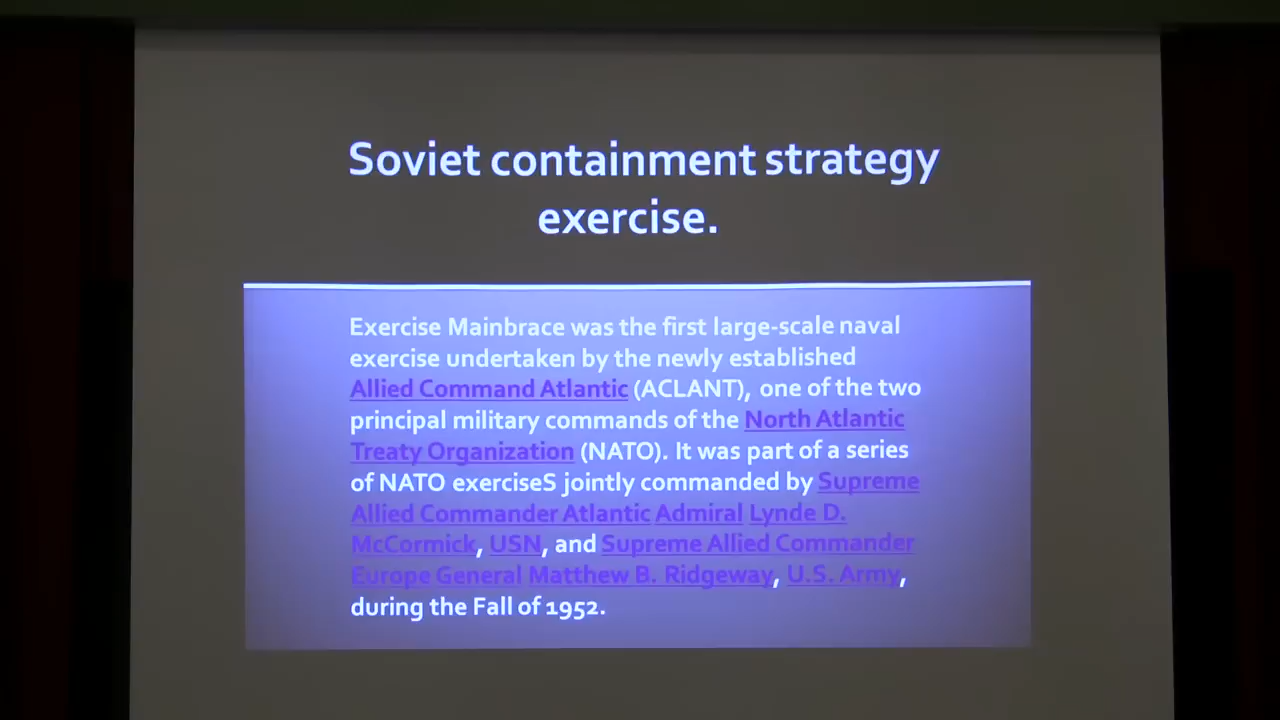 Soviet containment strategy
exercise.
Exercise Mainbrace was the first large-scale naval
exercise undertaken by the newly established
Allied Command Atlantic (ACLANT), one of the two
principal military commands of the North Atlantic
Treaty Organization (NATO). It was part of a series
of NATO exerciseS jointly commanded by Supreme
Allied Commander Atlantic Admiral Lynde D.
McCormick, USN, and Supreme Allied Commander
Europe General Matthew B. Ridgeway, U.S. Army,
during the Fall of 1952.